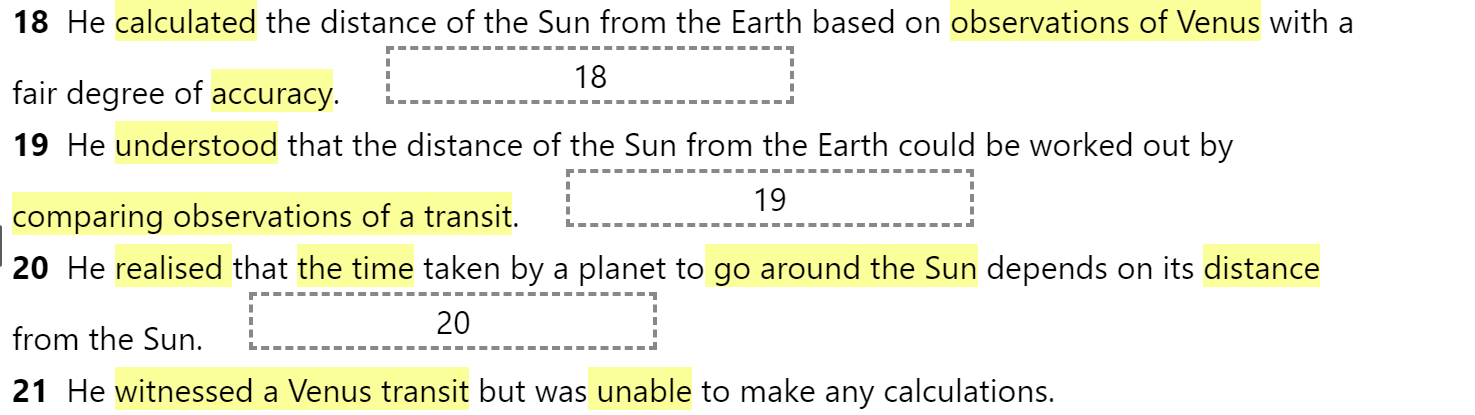 18 He calculated the distance of the Sun from the Earth based on observations of Venus with a
fair degree of accuracy. 18
19 He understood that the distance of the Sun from the Earth could be worked out by
comparing observations of a transit. 19
20 He realised that the time taken by a planet to go around the Sun depends on its distance
from the Sun. 20
21 He witnessed a Venus transit but was unable to make any calculations.